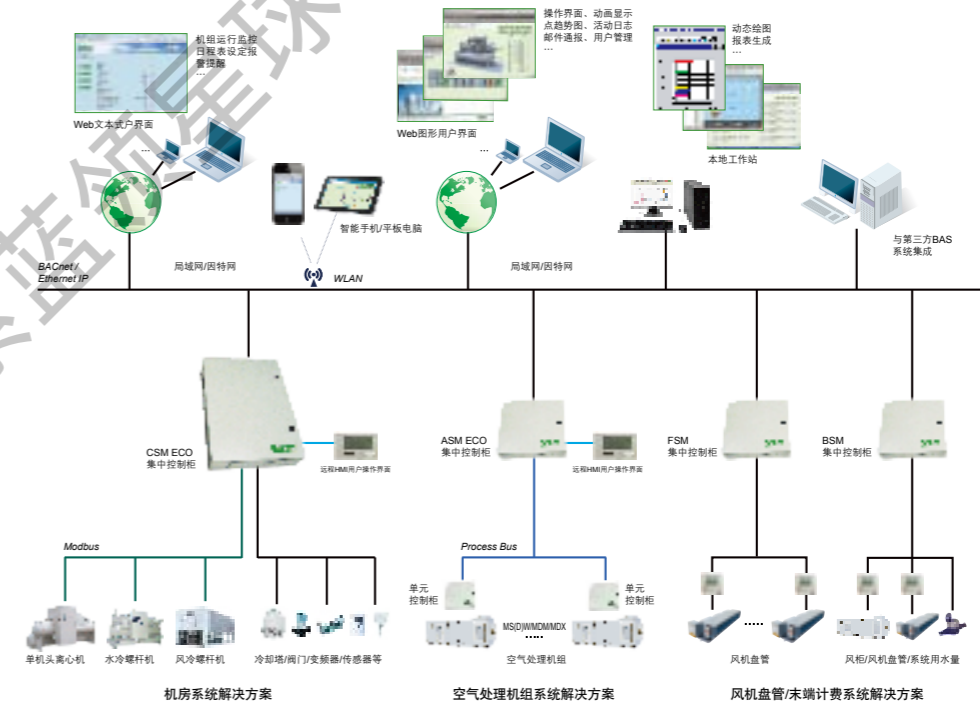 机组运行监控
日程表设定报
警提醒
...
Web文本式户界面
...
操作界面、动画显示
点趋势图、活动日志
邮件通报、用户管理
...
Web图形用户界面
...
动态绘图
报表生成
...
本地工作站
智能手机/平板电脑
与第三方BAS
系统集成
BACnet /
Ethernet IP
局域网/因特网
WLAN
局域网/因特网
CSM ECO
集中控制柜
远程HMI用户操作界面
ASM ECO
集中控制柜
远程HMI用户操作界面
FSM
集中控制柜
BSM
集中控制柜
Modbus
Process Bus
单元
控制柜
单元
控制柜
MS(D)W/MDM/MDX
.....
.....
单机头离心机
水冷螺杆机
风冷螺杆机
冷却塔/阀门/变频器/传感器等
空气处理机组
风机盘管
风柜/风机盘管/系统用水量
机房系统解决方案
空气处理机组系统解决方案
风机盘管/末端计费系统解决方案
蓝领星球